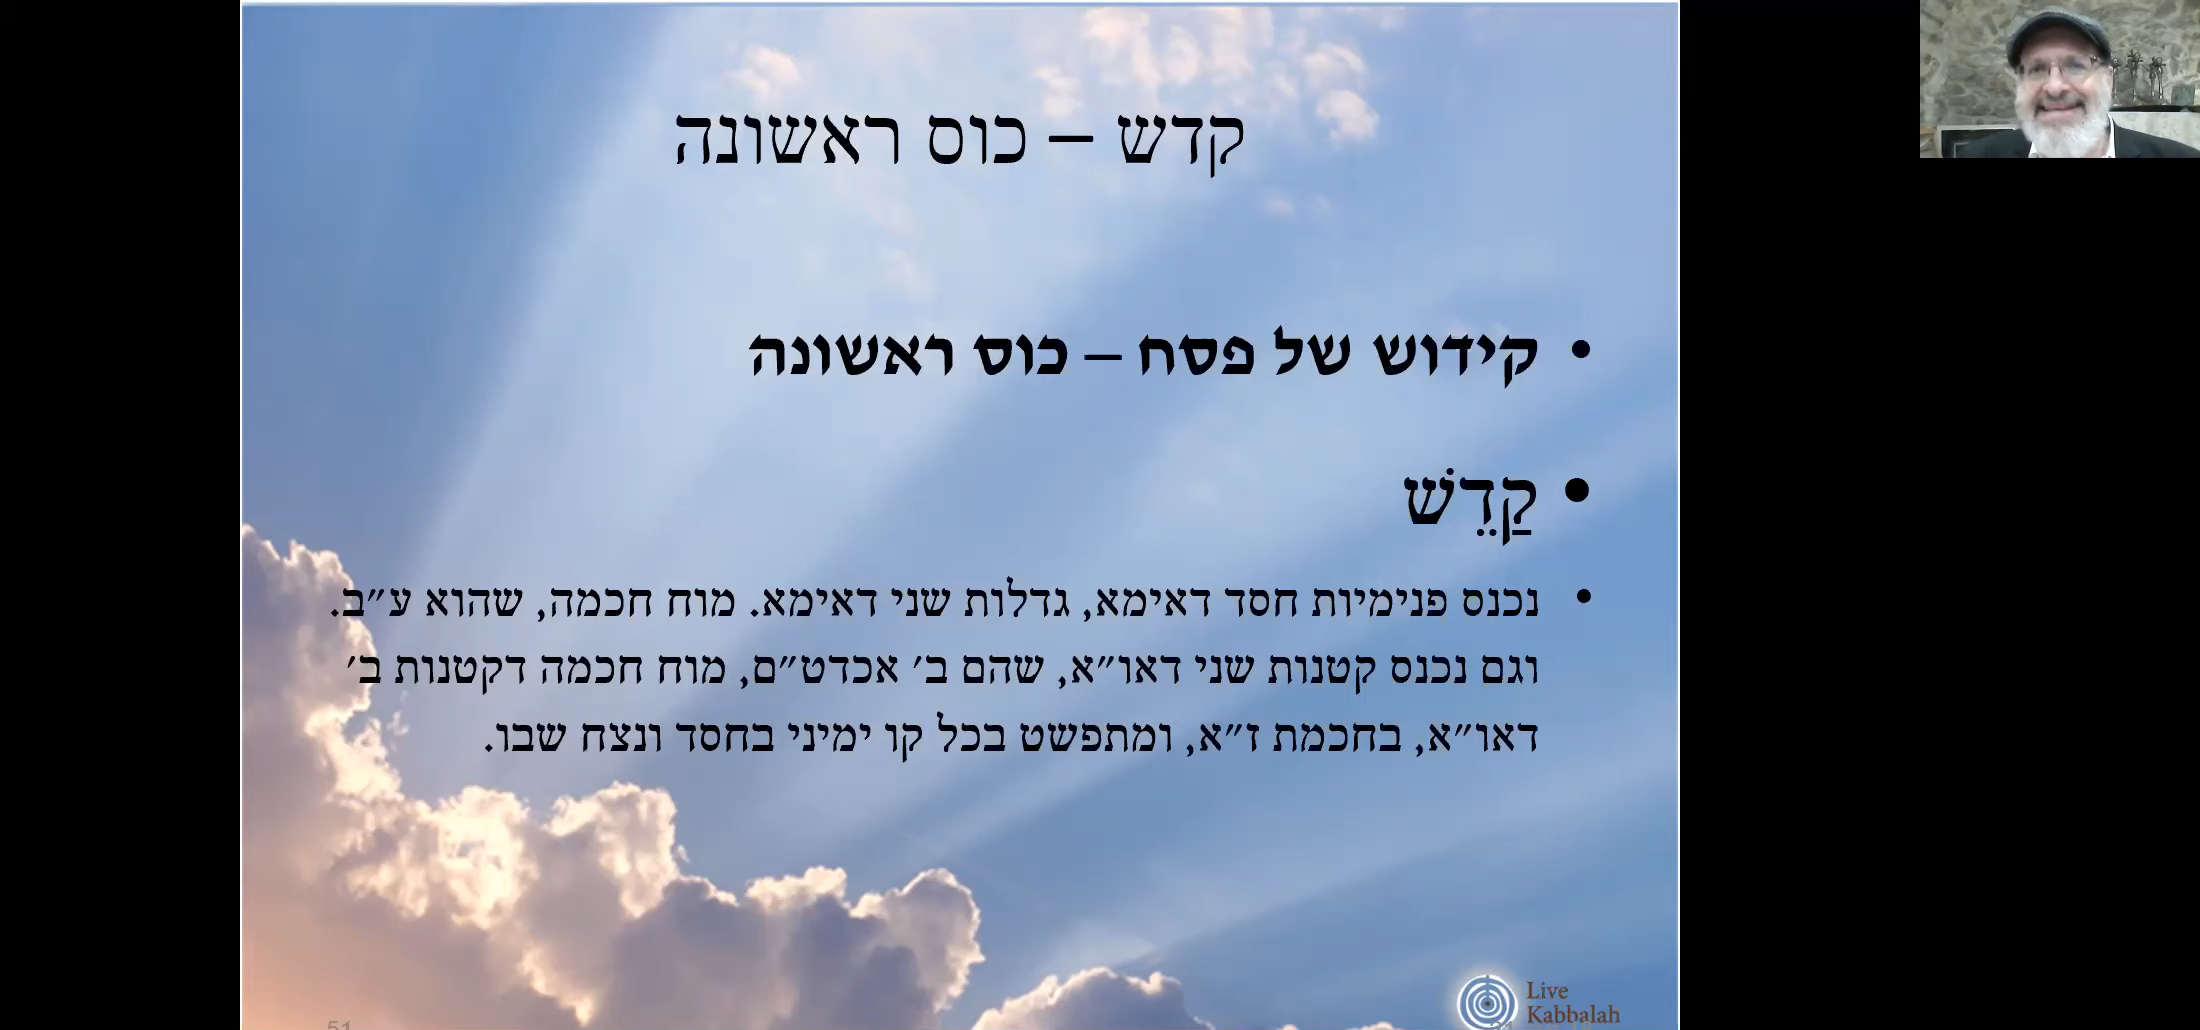 קדש – כוס ראשונה
• קידוש של פסח – כוס ראשונה
• קַדֵּשׁ
• נכנס פנימיות חסד דאימא, גדלות שני דאימא. מוח חכמה, שהוא ע״ב.
וגם נכנס קטנות שני דאו״א, שהם ב׳ אכדט״ם, מוח חכמה דקטנות ב׳
דאו״א, בחכמת ז״א, ומתפשט בכל קו ימיני בחסד ונצח שבו.
Live
Kabbalah
51